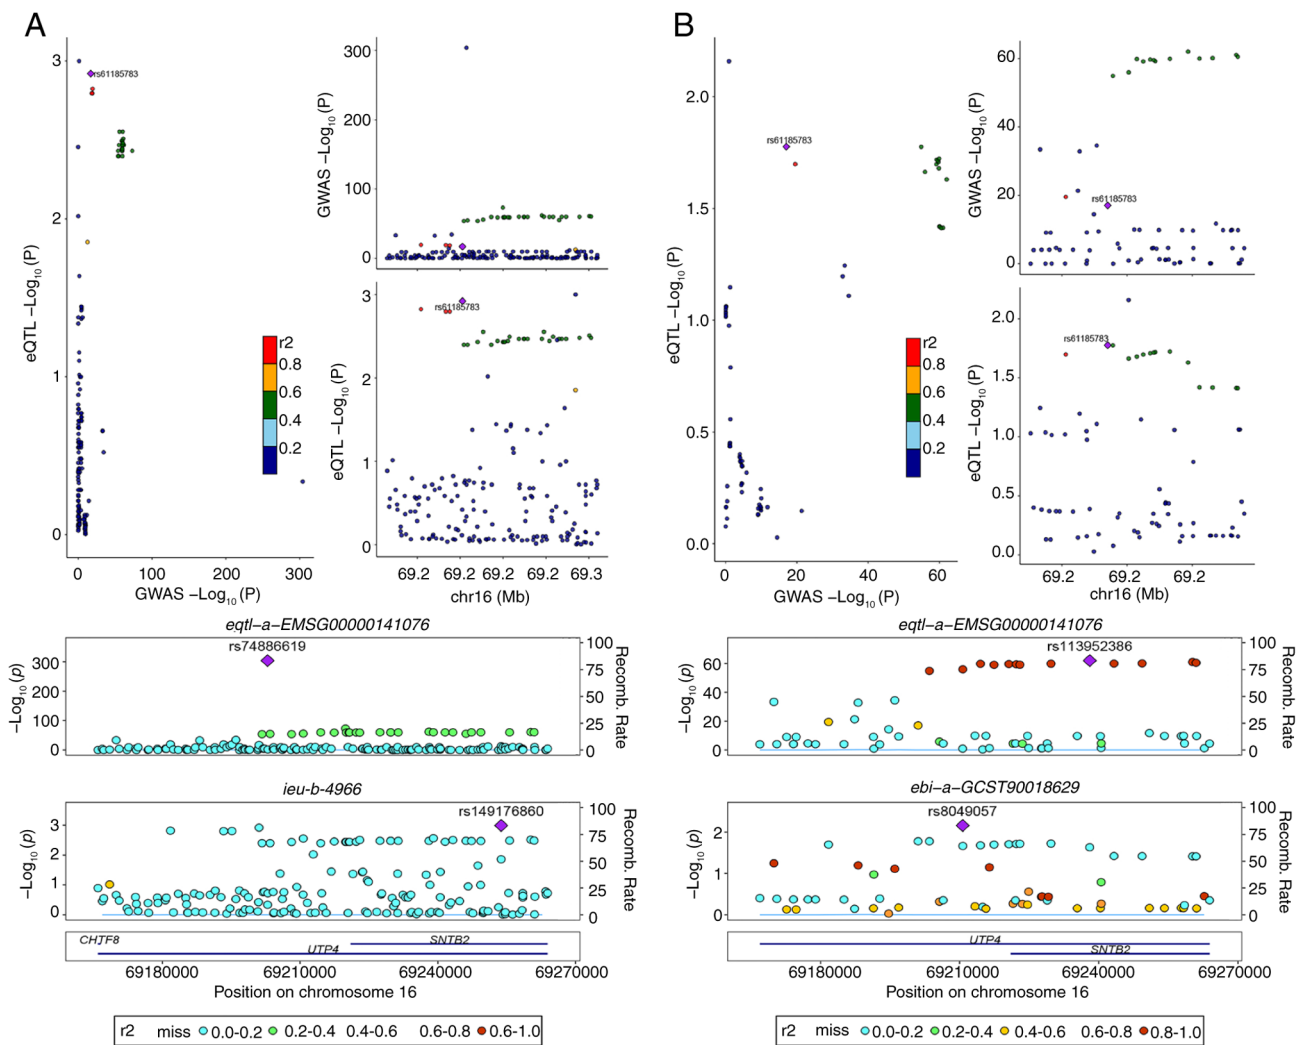 A
3
2
1
0
eQTL −Log10 (P)
rs61185783
0 100 200 300
GWAS −Log10 (P)
r2
0.8
0.6
0.4
0.2
300
200
100
0
GWAS −Log10 (P)
rs61185783
3
2
1
0
eQTL −Log10 (P)
rs61185783
69.2 69.2 69.2 69.2 69.3
chr16 (Mb)
eqtl−a−EMSG00000141076
rs74886619
300
200
100
0
−Log10 (p)
100
75
50
25
0
Recomb. Rate
ieu−b−4966
rs149176860
3
2
1
0
−Log10 (p)
100
75
50
25
0
Recomb. Rate
CHTF8
SNTB2
UTP4
69180000 69210000 69240000 69270000
Position on chromosome 16
r2 miss 0.0-0.2 0.2-0.4 0.4-0.6 0.6-0.8 0.6-1.0
B
2.0
1.5
1.0
0.5
0.0
eQTL −Log10 (P)
rs61185783
0 20 40 60
GWAS −Log10 (P)
r2
0.8
0.6
0.4
0.2
60
40
20
0
GWAS −Log10 (P)
rs61185783
2.0
1.5
1.0
0.5
0.0
eQTL −Log10 (P)
rs61185783
69.2 69.2 69.2
chr16 (Mb)
eqtl−a−EMSG00000141076
rs113952386
60
40
20
0
−Log10 (p)
100
75
50
25
0
Recomb. Rate
ebi−a−GCST90018629
rs8049057
2
1
0
−Log10 (p)
100
75
50
25
0
Recomb. Rate
UTP4
SNTB2
69180000 69210000 69240000 69270000
Position on chromosome 16
r2 miss 0.0-0.2 0.2-0.4 0.4-0.6 0.6-0.8 0.8-1.0